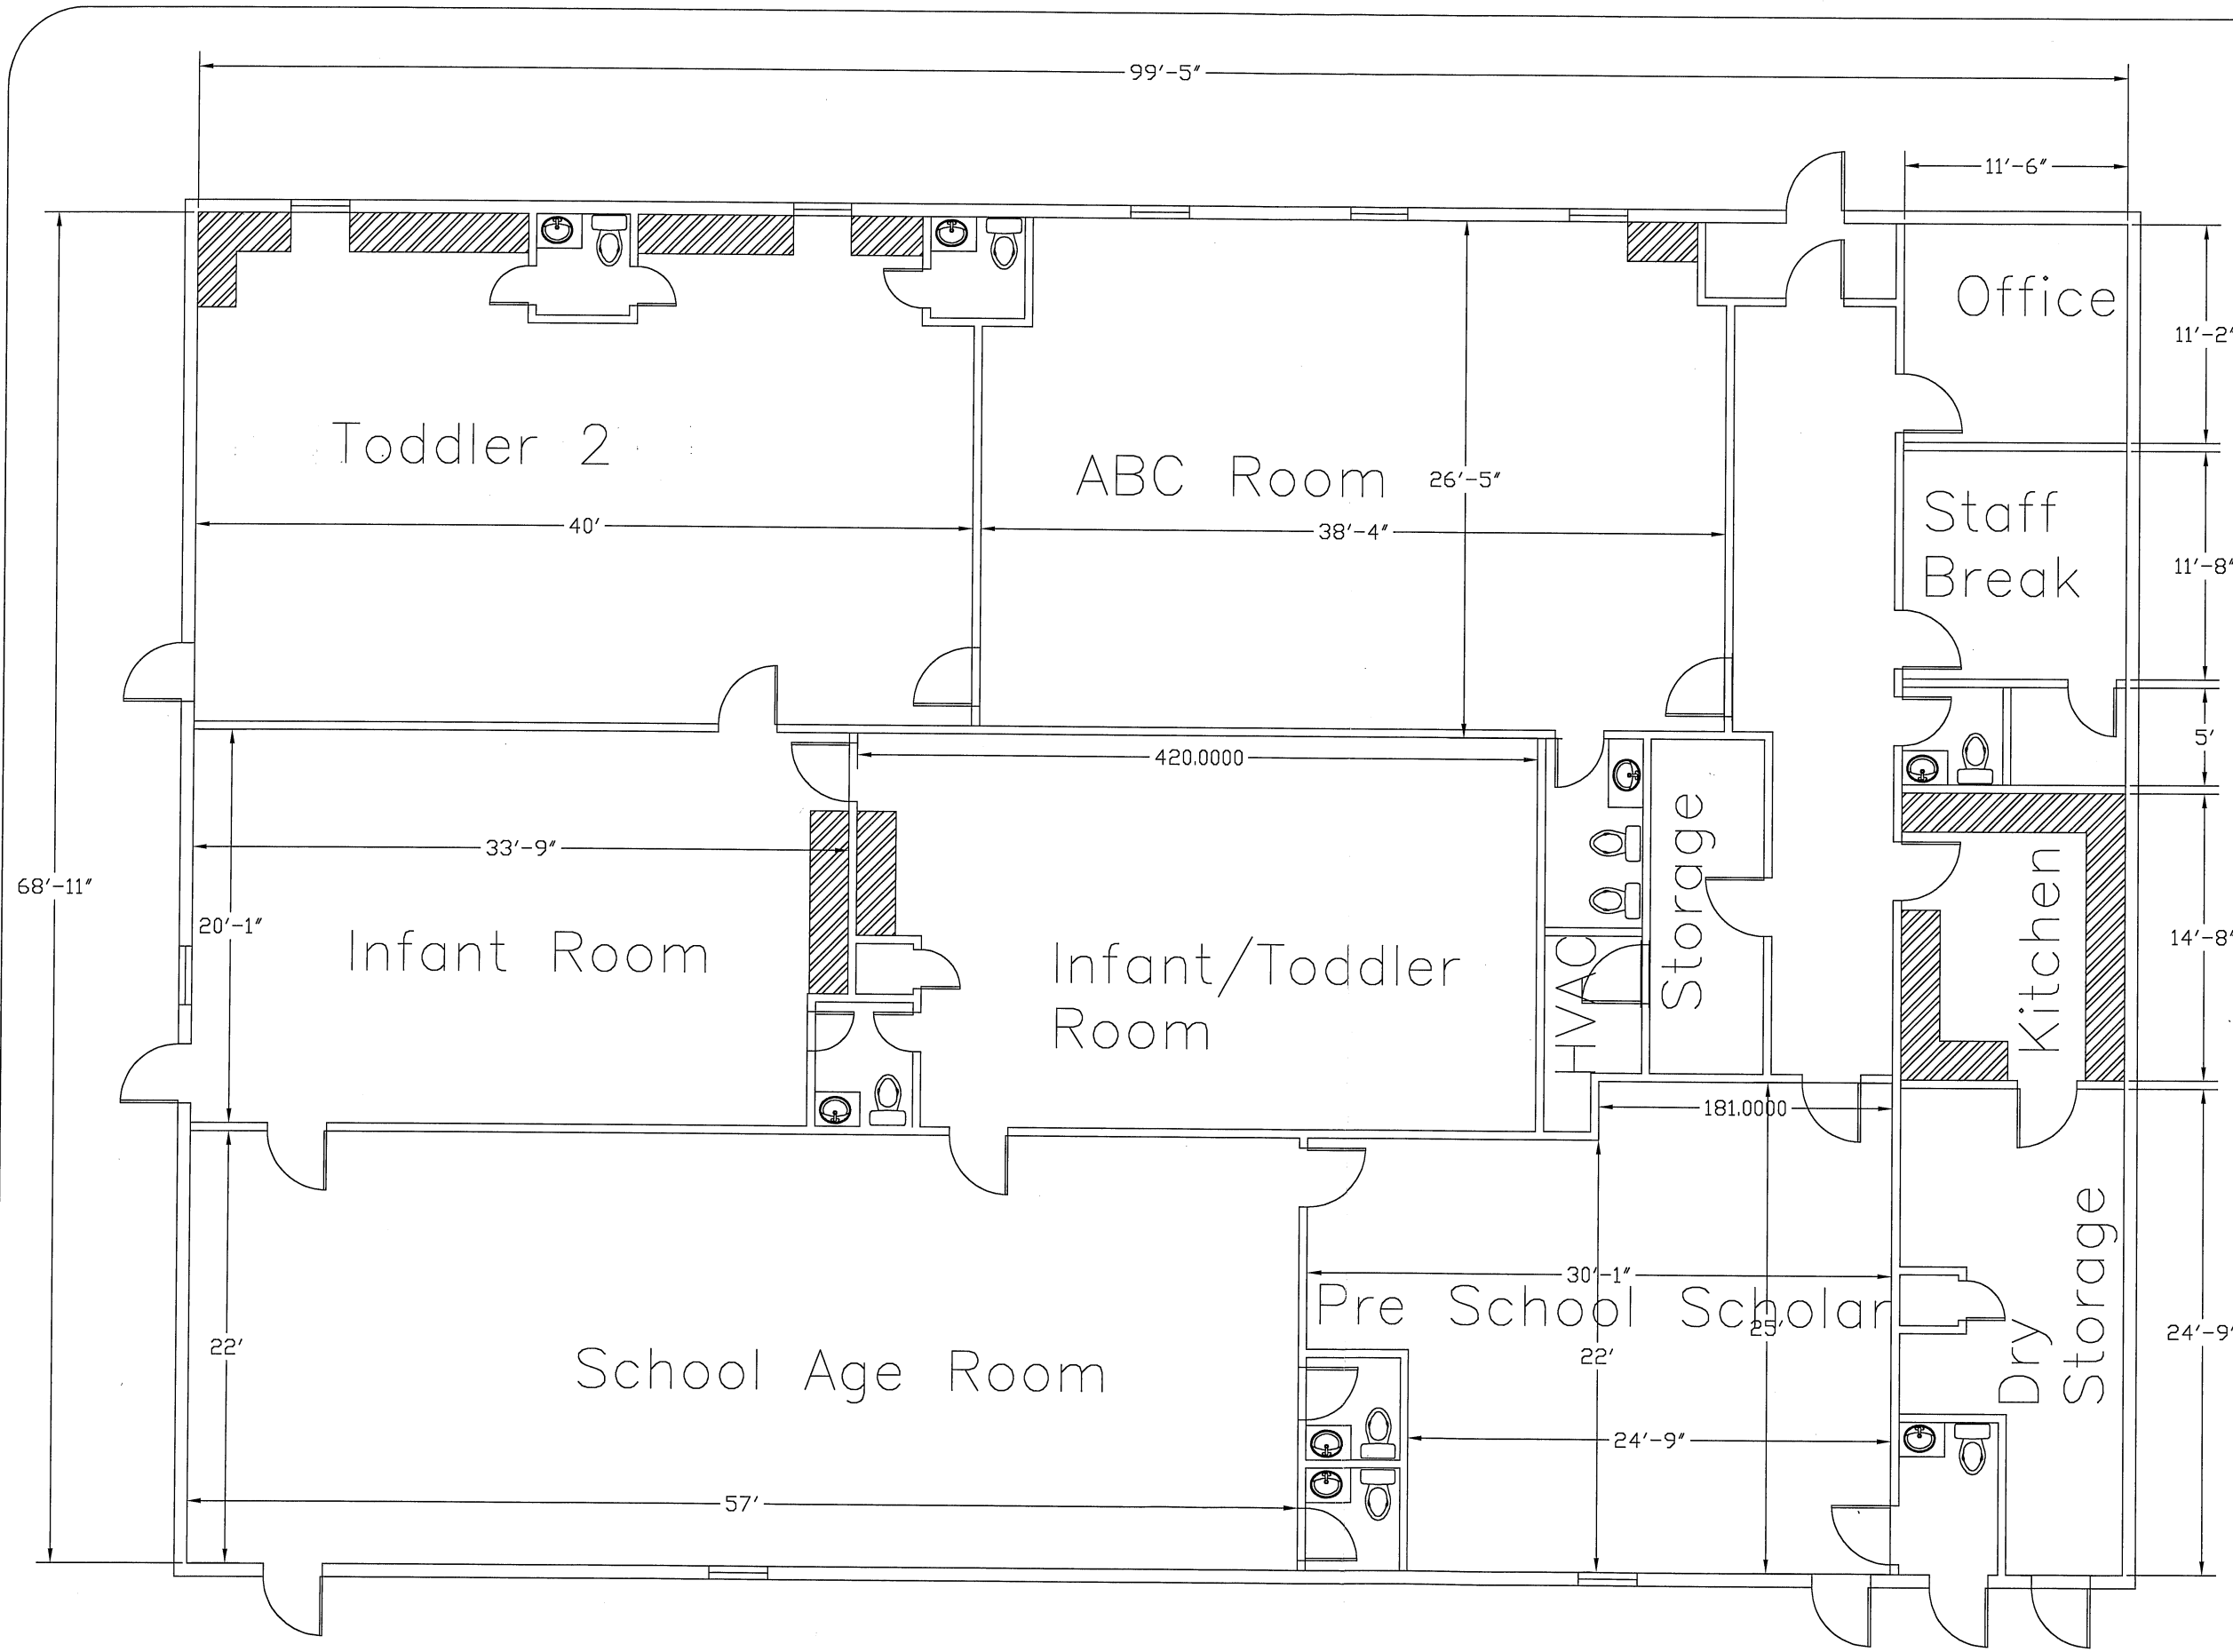 99'-5"
11'-6"
Office
11'-2"
Toddler 2
ABC Room
26'-5"
Staff
Break
40'
38'-4"
11'-8"
5'
420.0000
33'-9"
Storage
Kitchen
68'-11"
20'-1"
Infant Room
Infant/Toddler
Room
HVAC
14'-8"
181.0000
30'-1"
Pre School Scholar
25'
Dry
Storage
22'
22'
24'-9"
School Age Room
24'-9"
57'